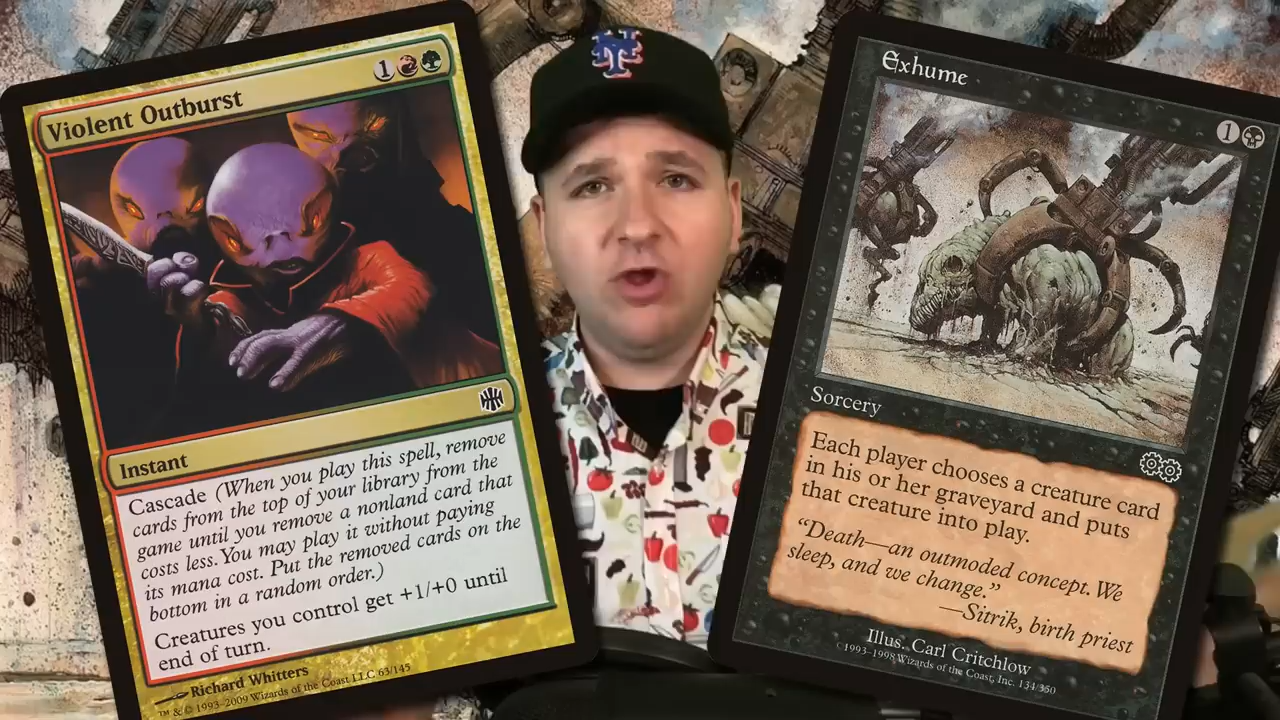 Violent Outburst
1
Instant
Cascade (When you play this spell, remove
cards from the top of your library from the
game until you remove a nonland card that
costs less. You may play it without paying
its mana cost. Put the removed cards on the
bottom in a random order.)
Creatures you control get +1/+0 until
end of turn.
Richard Whitters
™ & © 1993–2009 Wizards of the Coast LLC 63/145
NY
Exhume
1
Sorcery
Each player chooses a creature card
in his or her graveyard and puts
that creature into play.
“Death—an outmoded concept. We
sleep, and we change.”
—Sitrik, birth priest
Illus. Carl Critchlow
© 1993–1998 Wizards of the Coast, Inc. 134/350